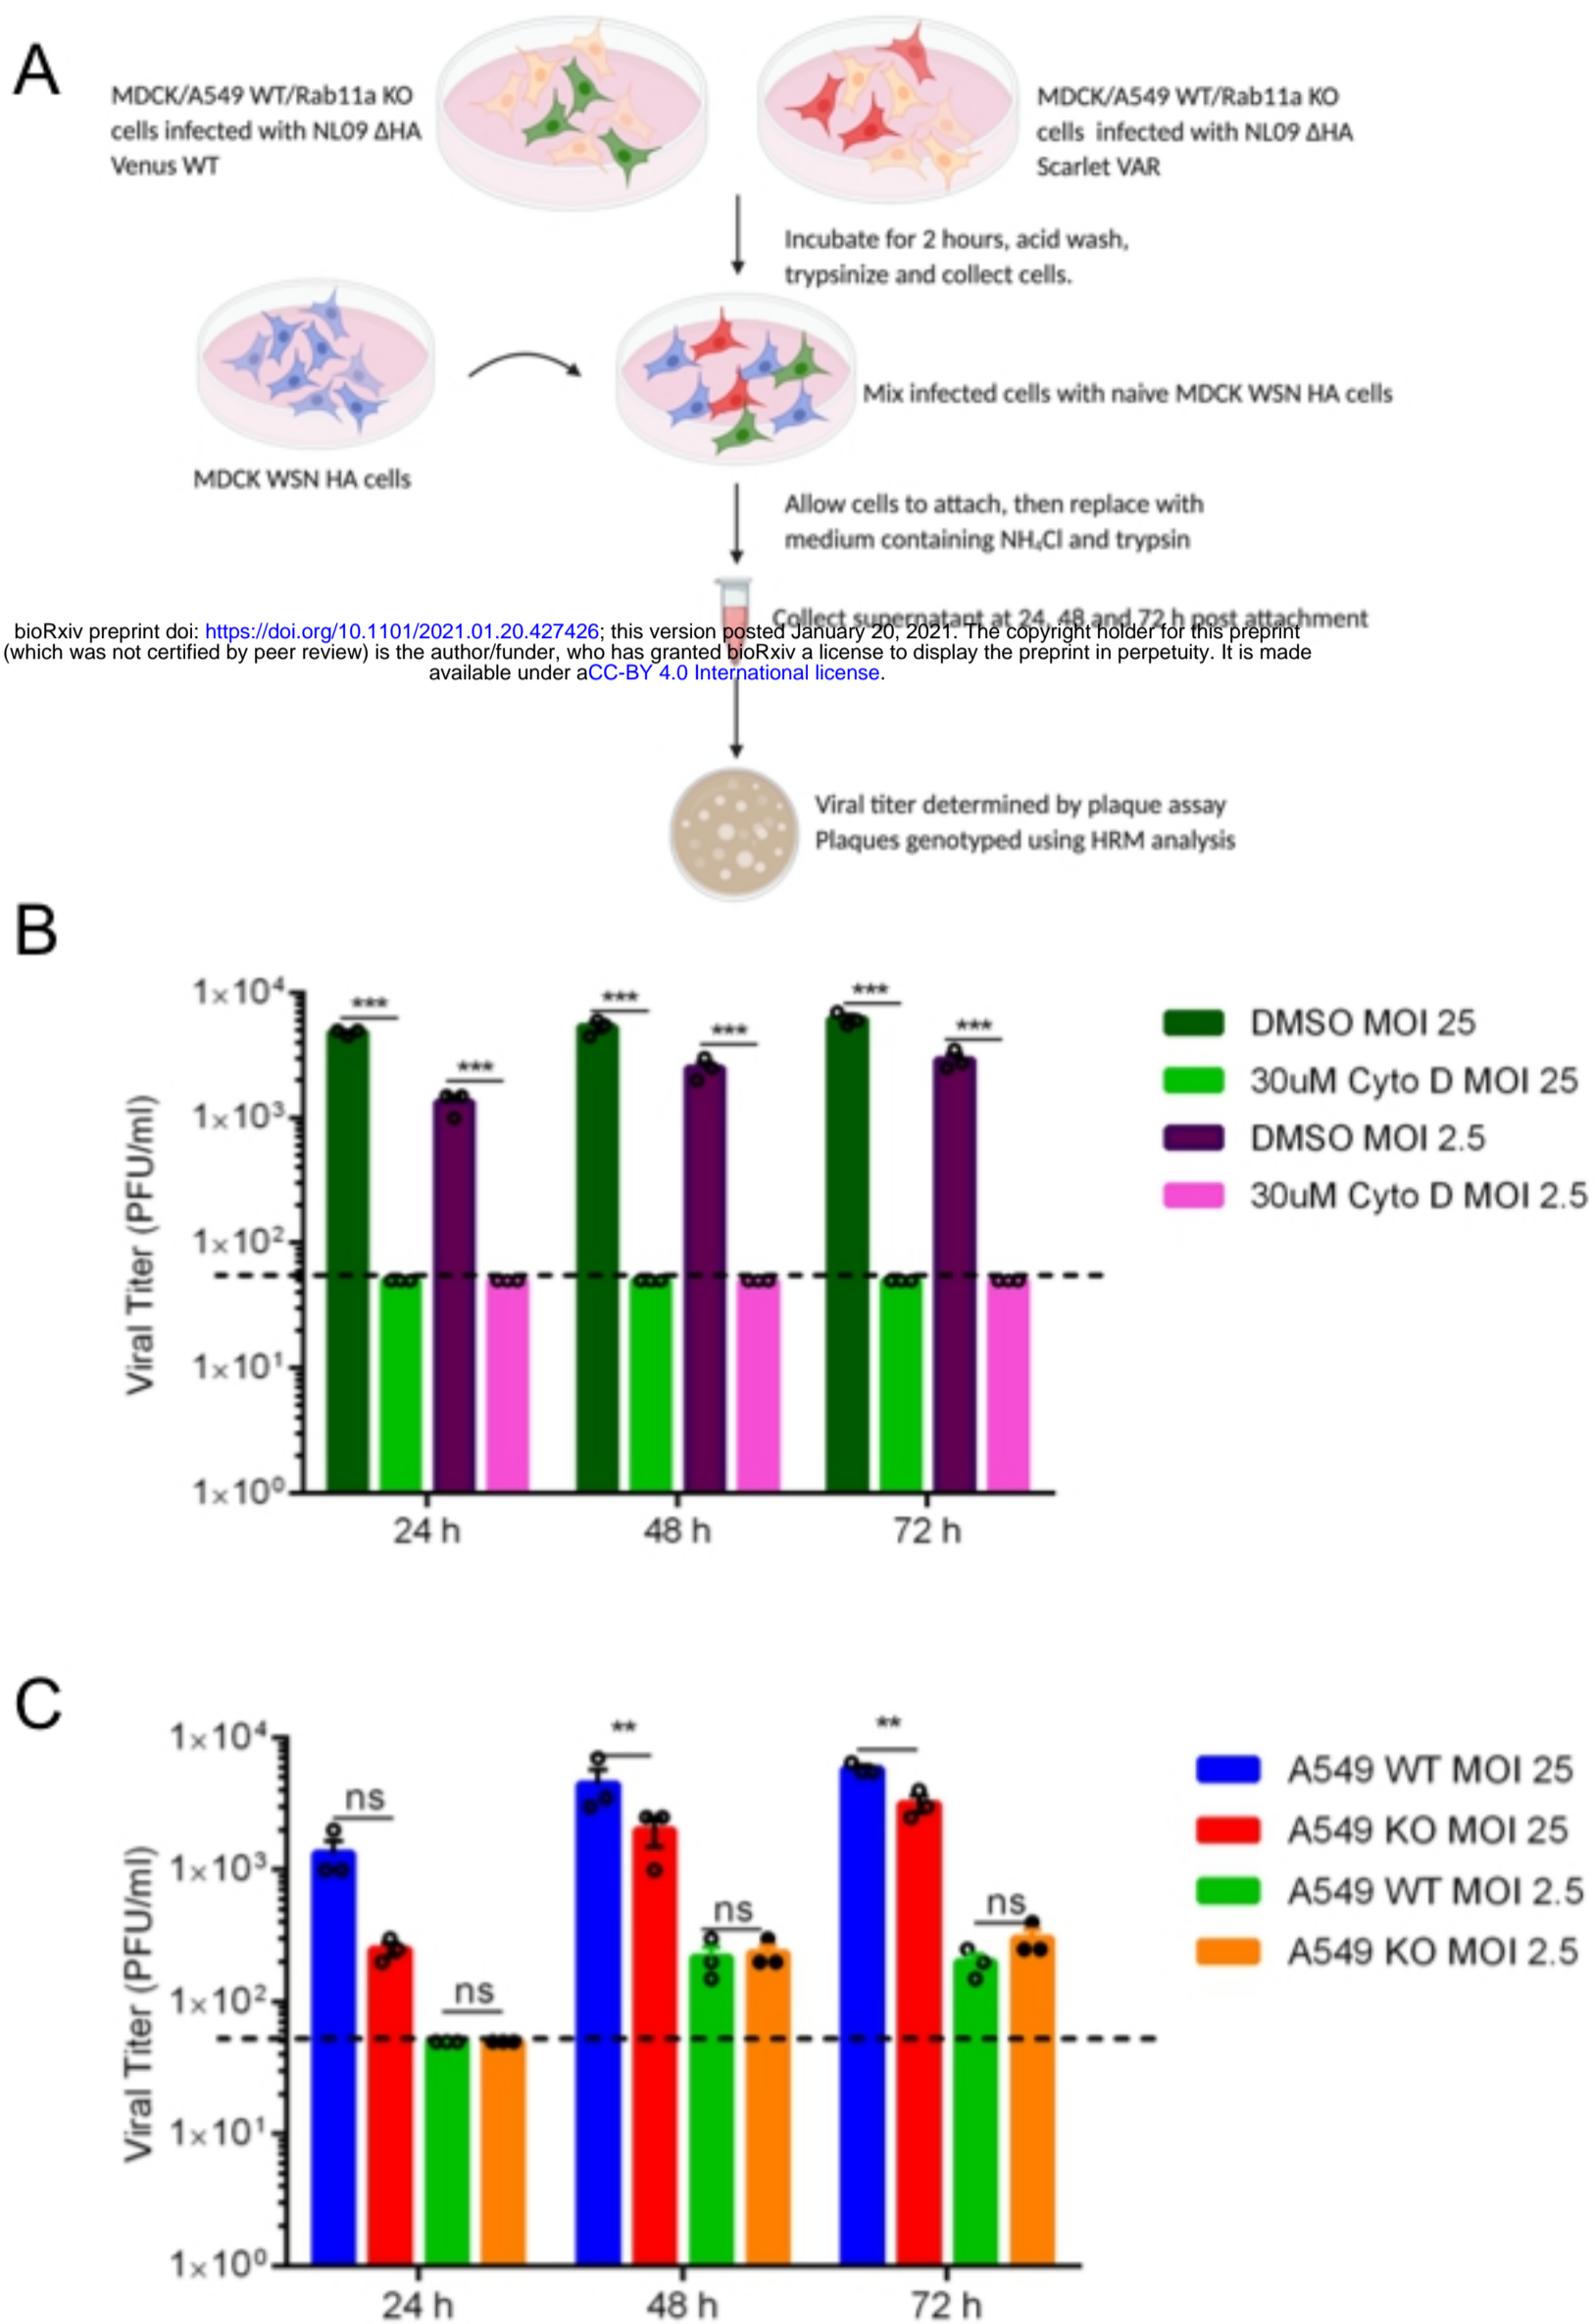 A
MDCK/A549 WT/Rab11a KO
cells infected with NL09 ΔHA
Venus WT
MDCK/A549 WT/Rab11a KO
cells infected with NL09 ΔHA
Scarlet VAR
Incubate for 2 hours, acid wash,
trypsinize and collect cells.
Mix infected cells with naive MDCK WSN HA cells
MDCK WSN HA cells
Allow cells to attach, then replace with
medium containing NH₄Cl and trypsin
Collect supernatant at 24, 48 and 72 h post attachment
bioRxiv preprint doi: https://doi.org/10.1101/2021.01.20.427426; this version posted January 20, 2021. The copyright holder for this preprint
(which was not certified by peer review) is the author/funder, who has granted bioRxiv a license to display the preprint in perpetuity. It is made
available under aCC-BY 4.0 International license.
Viral titer determined by plaque assay
Plaques genotyped using HRM analysis
B
Viral Titer (PFU/ml)
1×10⁴
1×10³
1×10²
1×10¹
1×10⁰
*** *** *** *** *** ***
24 h 48 h 72 h
DMSO MOI 25
30uM Cyto D MOI 25
DMSO MOI 2.5
30uM Cyto D MOI 2.5
C
Viral Titer (PFU/ml)
1×10⁴
1×10³
1×10²
1×10¹
1×10⁰
ns ns ** ns ** ns
24 h 48 h 72 h
A549 WT MOI 25
A549 KO MOI 25
A549 WT MOI 2.5
A549 KO MOI 2.5